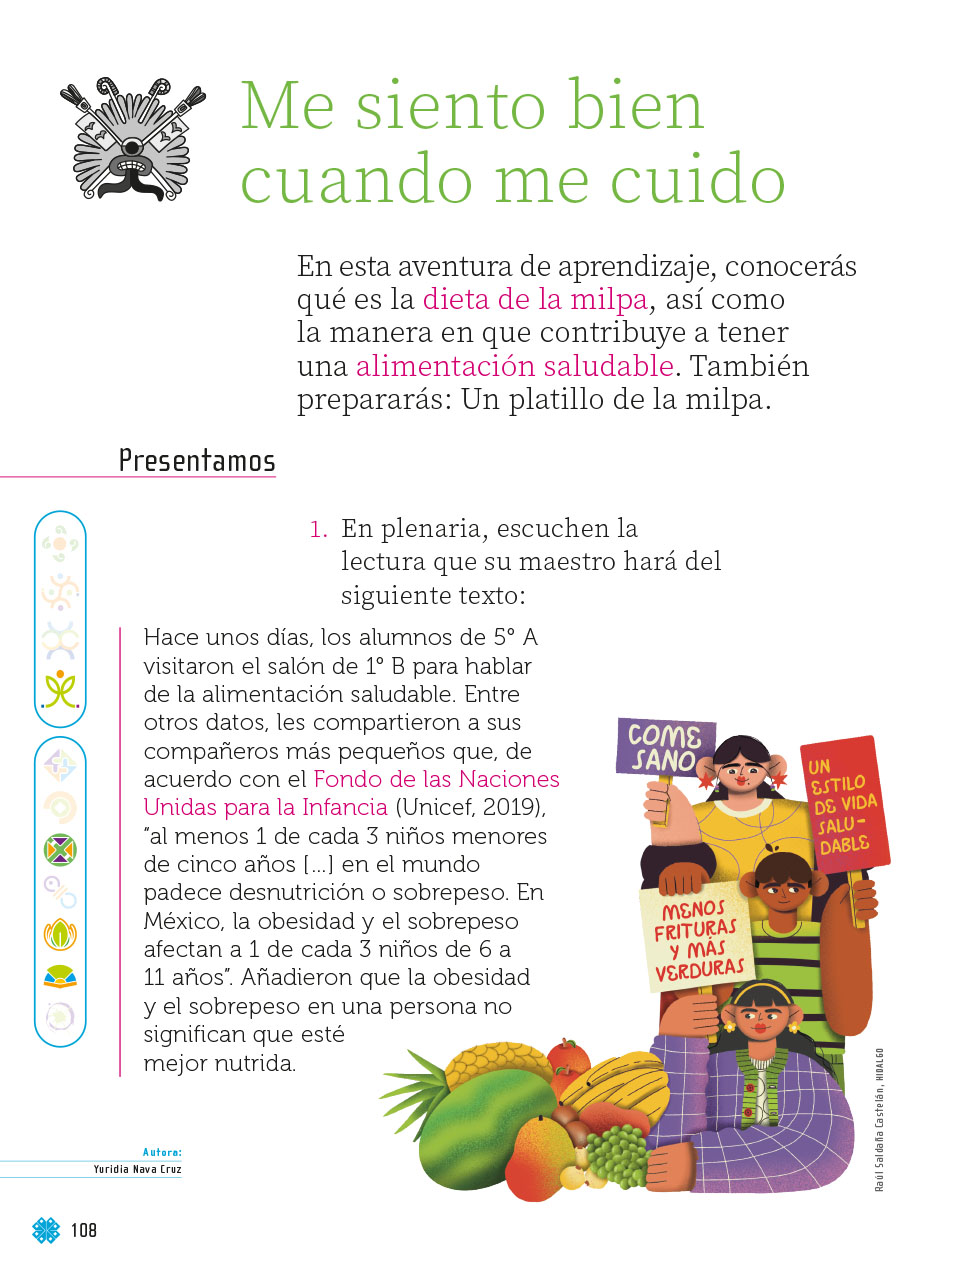 Me siento bien
cuando me cuido
En esta aventura de aprendizaje, conocerás
qué es la dieta de la milpa, así como
la manera en que contribuye a tener
una alimentación saludable. También
prepararás: Un platillo de la milpa.
Presentamos
1. En plenaria, escuchen la
lectura que su maestro hará del
siguiente texto:
Hace unos días, los alumnos de 5° A
visitaron el salón de 1° B para hablar
de la alimentación saludable. Entre
otros datos, les compartieron a sus
compañeros más pequeños que, de
acuerdo con el Fondo de las Naciones
Unidas para la Infancia (Unicef, 2019),
“al menos 1 de cada 3 niños menores
de cinco años [...] en el mundo
padece desnutrición o sobrepeso. En
México, la obesidad y el sobrepeso
afectan a 1 de cada 3 niños de 6 a
11 años”. Añadieron que la obesidad
y el sobrepeso en una persona no
significan que esté
mejor nutrida.
COME
SANO
UN
ESTILO
DE VIDA
SALU-
DABLE
MENOS
FRITURAS
Y MÁS
VERDURAS
Raúl Saldaña Castelán, HIDALGO
Autora:
Yuridia Nava Cruz
108